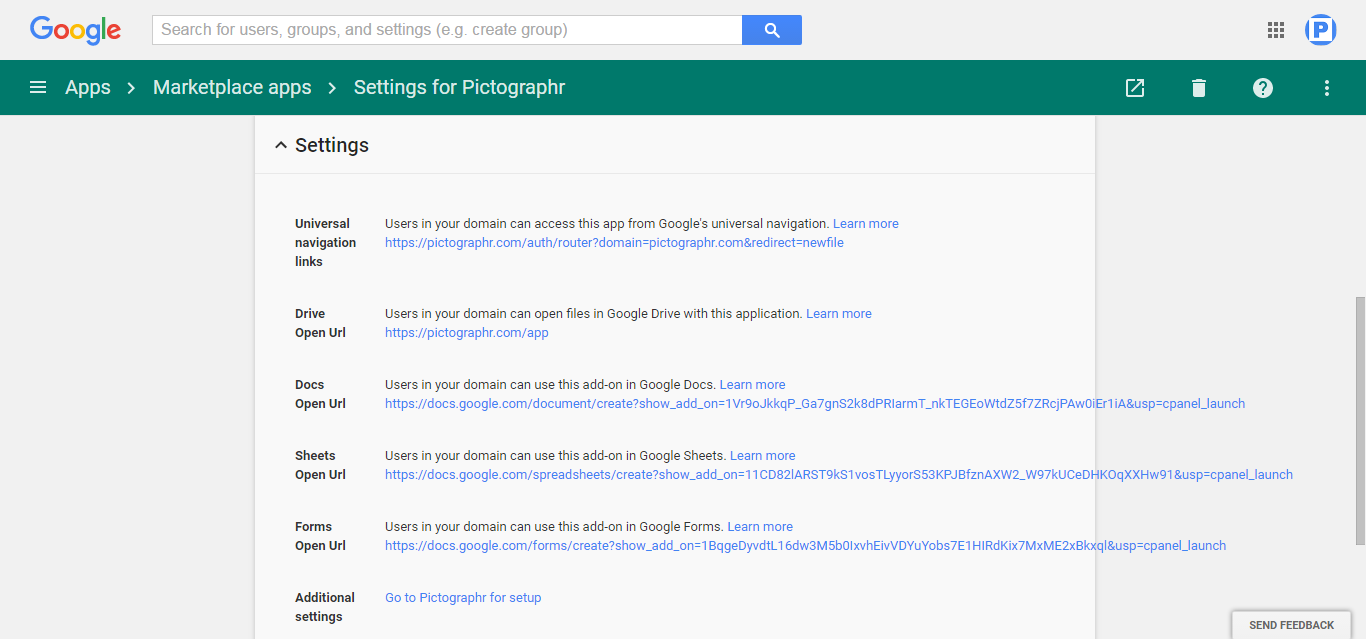 Google
Search for users, groups, and settings (e.g. create group)
P
Apps > Marketplace apps > Settings for Pictographr
?
Settings
Universal navigation links
Users in your domain can access this app from Google's universal navigation. Learn more
https://pictographr.com/auth/router?domain=pictographr.com&redirect=newfile
Drive
Users in your domain can open files in Google Drive with this application. Learn more
Open Url
https://pictographr.com/app
Docs
Users in your domain can use this add-on in Google Docs. Learn more
Open Url
https://docs.google.com/document/create?show_add_on=1Vr9oJkkqP_Ga7gnS2k8dPRIarmT_nkTEGEoWtdZ5f7ZRcjPAw0iEr1iA&usp=cpanel_launch
Sheets
Users in your domain can use this add-on in Google Sheets. Learn more
Open Url
https://docs.google.com/spreadsheets/create?show_add_on=11CD82lARST9kS1vosTLyyorS53KPJBfznAXW2_W97kUCeDHKOqXXHw91&usp=cpanel_launch
Forms
Users in your domain can use this add-on in Google Forms. Learn more
Open Url
https://docs.google.com/forms/create?show_add_on=1BqgeDyvdtL16dw3M5b0IxvhEivVDYuYobs7E1HIRdKix7MxME2xBkxql&usp=cpanel_launch
Additional settings
Go to Pictographr for setup
SEND FEEDBACK